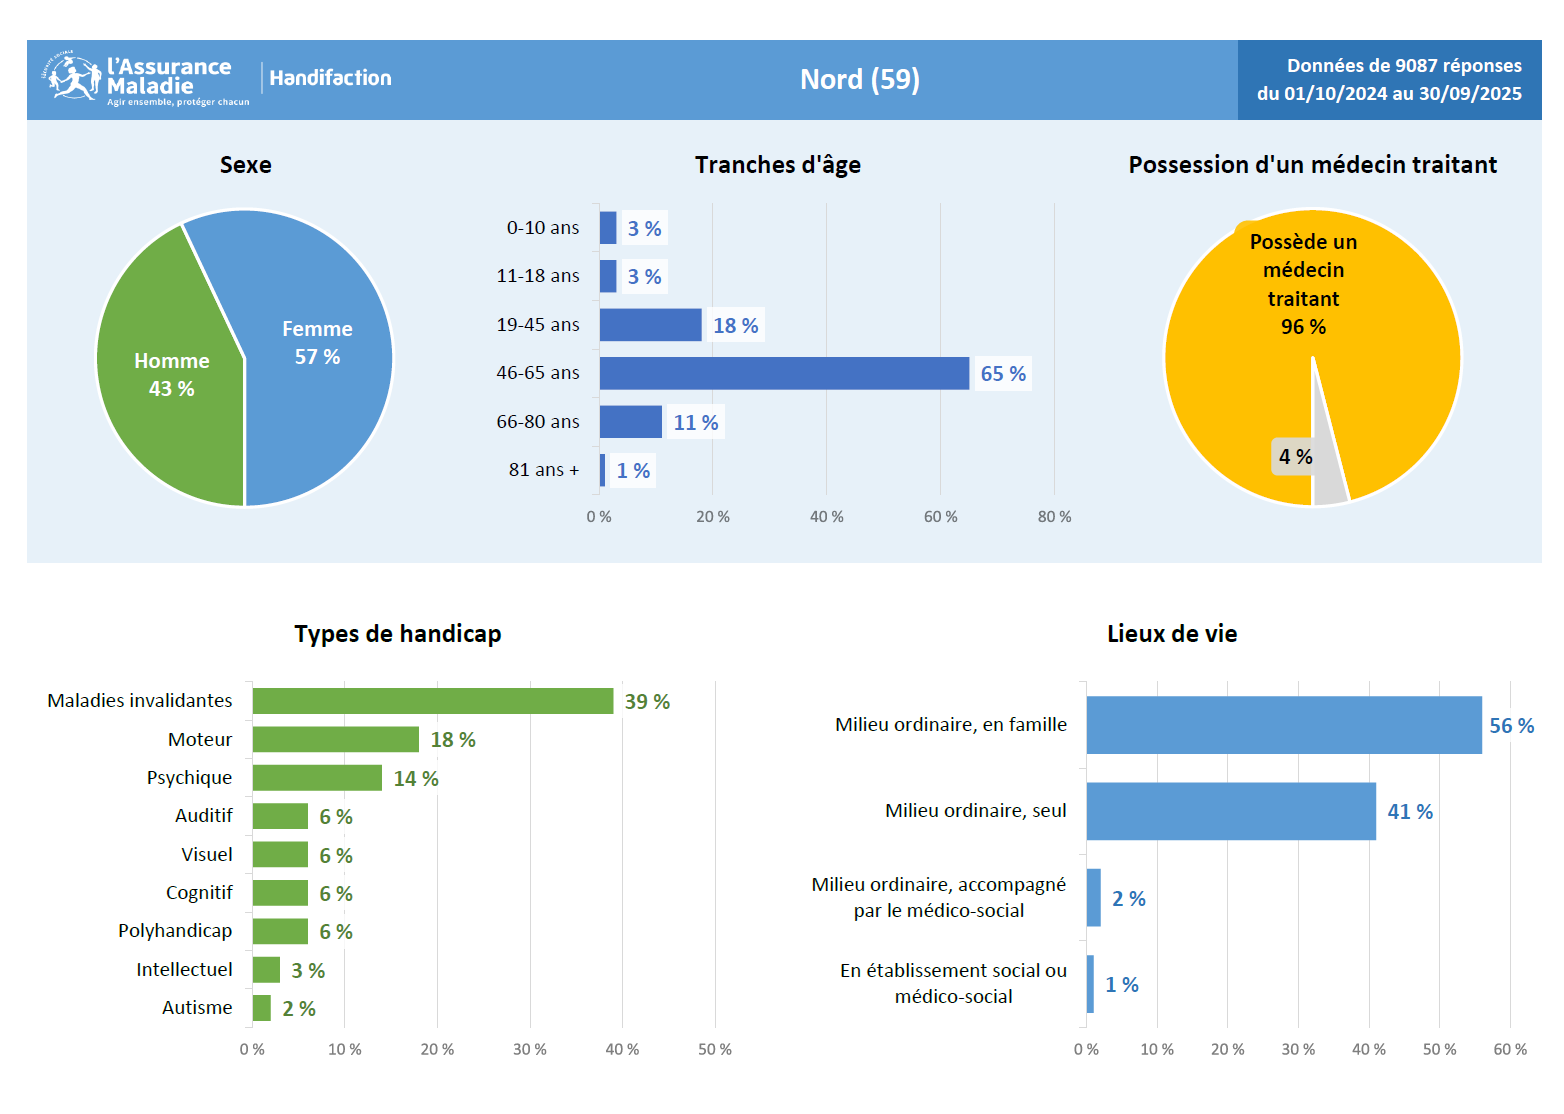 l'Assurance
Maladie
Agir ensemble, protéger chacun
Handifaction
Nord (59)
Données de 9087 réponses
du 01/10/2024 au 30/09/2025
Sexe
Femme
57 %
Homme
43 %
Tranches d'âge
0-10 ans
3 %
11-18 ans
3 %
19-45 ans
18 %
46-65 ans
65 %
66-80 ans
11 %
81 ans +
1 %
0 %
20 %
40 %
60 %
80 %
Possession d'un médecin traitant
Possède un
médecin
traitant
96 %
4 %
Types de handicap
Maladies invalidantes
39 %
Moteur
18 %
Psychique
14 %
Auditif
6 %
Visuel
6 %
Cognitif
6 %
Polyhandicap
6 %
Intellectuel
3 %
Autisme
2 %
0 %
10 %
20 %
30 %
40 %
50 %
Lieux de vie
Milieu ordinaire, en famille
56 %
Milieu ordinaire, seul
41 %
Milieu ordinaire, accompagné
par le médico-social
2 %
En établissement social ou
médico-social
1 %
0 %
10 %
20 %
30 %
40 %
50 %
60 %